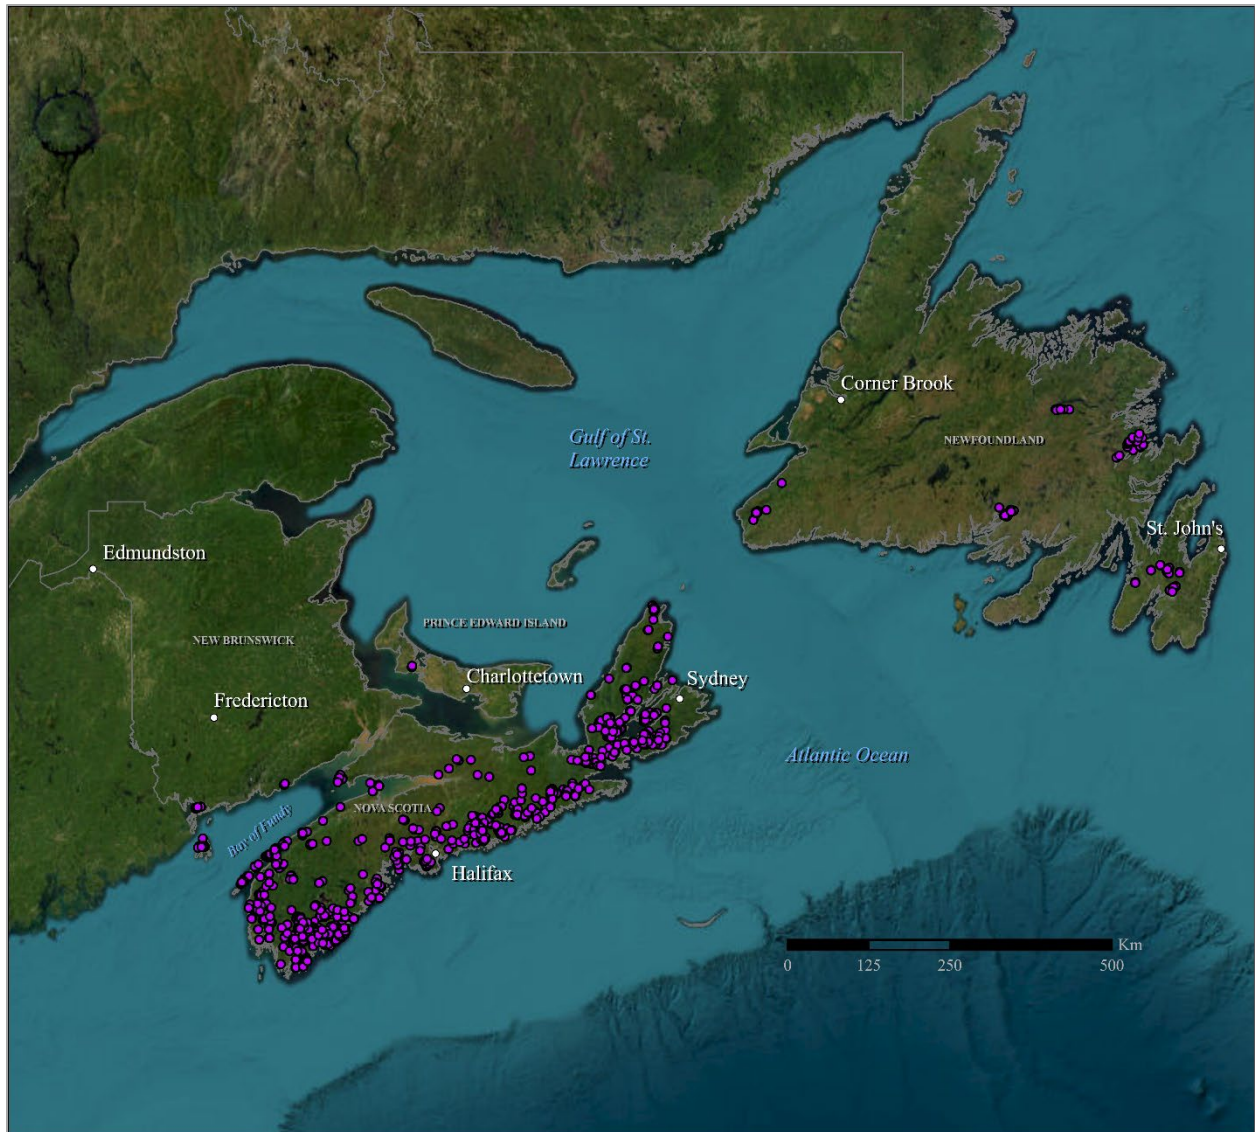 Corner Brook
Gulf of St.
Lawrence
NEWFOUNDLAND
St. John's
Edmundston
PRINCE EDWARD ISLAND
NEW BRUNSWICK
Charlottetown
Sydney
Fredericton
Atlantic Ocean
NOVA SCOTIA
Bay of Fundy
Halifax
Km
0 125 250 500